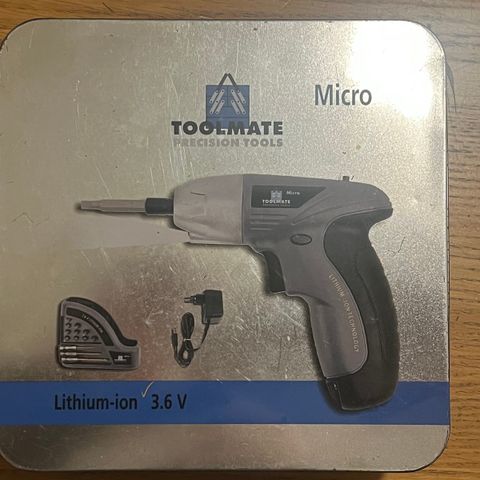 Micro
TOOLMATE
PRECISION TOOLS
Micro
TOOLMATE
LITHIUM-ION TECHNOLOGY
Lithium-ion 3.6 V